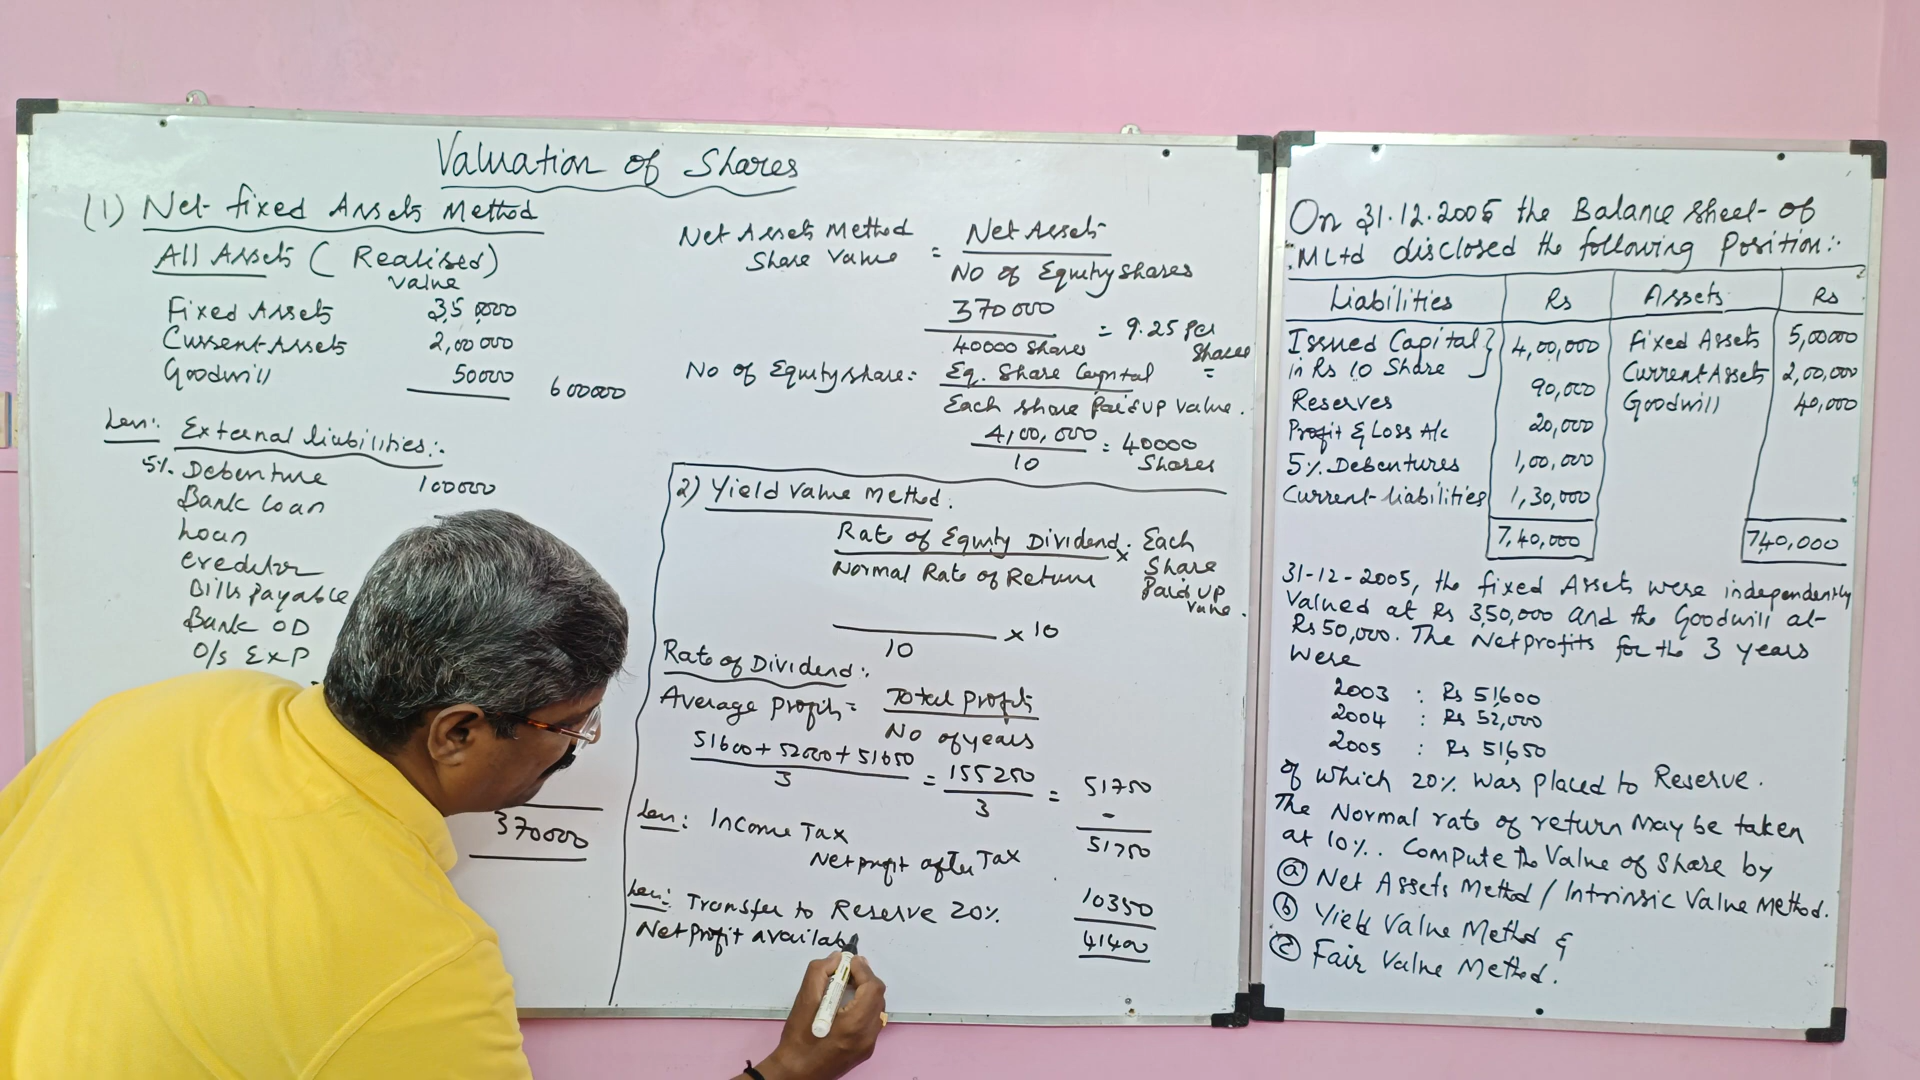 Valuation of Shares
(1) Net fixed Assets Method
All Assets (Realised)
value
Fixed Assets 3,50,000
Current Assets 2,00000
Goodwill 50000 600000
Less: External liabilities:-
5% Debenture 100000
Bank loan
Loan
creditor
Bills payable
Bank OD
O/s EXP
370000
Net Assets Method = Net Assets
Share Value No of Equity shares
370000
40000 shares = 9.25 per share
No of Equity share = Eq. Share Capital
Each share paid up value.
4,00,000 = 40000
10 Shares
2) Yield Value Method.
Rate of Equity Dividend × Each
Normal Rate of Return Share
Paid up
value.
× 10
10
Rate of Dividend:
Average profits = Total profits
No of years
51600 + 52000 + 51650 = 155250 = 51750
3 3
Less: Income Tax -
51750
Net profit after Tax
Less: Transfer to Reserve 20% 10350
Net profit availab 41400
On 31.12.2005 the Balance sheet of
M Ltd disclosed the following Position:-
Liabilities Rs Assets Rs
Issued Capital } 4,00,000 Fixed Assets 5,00000
in Rs 10 Share Current Assets 2,00,000
Reserves 90,000 Goodwill 40,000
Profit & Loss A/c 20,000
5% Debentures 1,00,000
Current liabilities 1,30,000
7,40,000 740,000
31-12-2005, the fixed Assets were independently
Valued at Rs 3,50,000 and the Goodwill at
Rs 50,000. The Net profits for the 3 years
were
2003 : Rs 51,600
2004 : Rs 52,000
2005 : Rs 51,650
of which 20% was placed to Reserve.
The Normal rate of return may be taken
at 10%. Compute the Value of Share by
(a) Net Assets Method / Intrinsic Value Method.
(b) Yield Value Method &
(c) Fair Value Method.